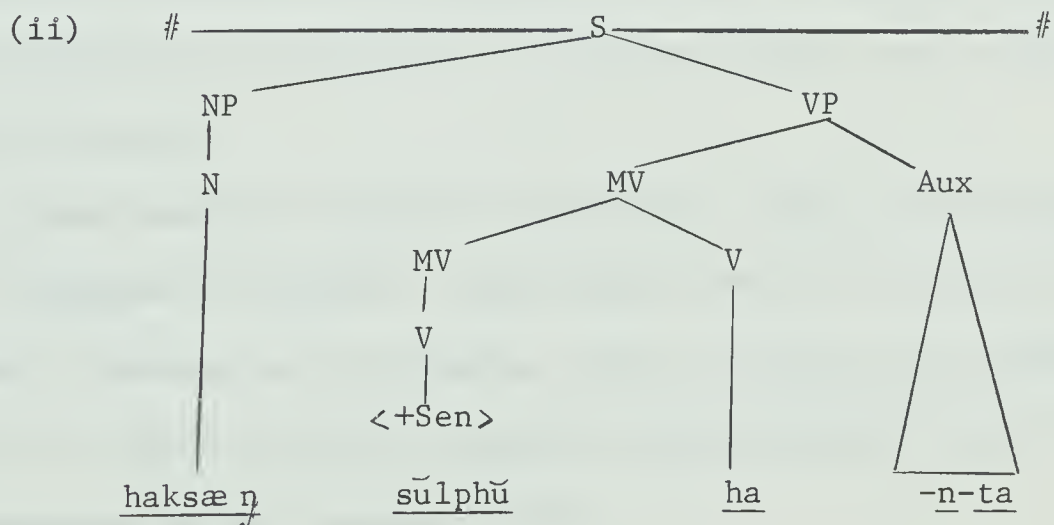 (ii) # S #
NP VP
N MV Aux
MV V
V
<+Sen>
haksæŋ sŭlphŭ ha -n-ta